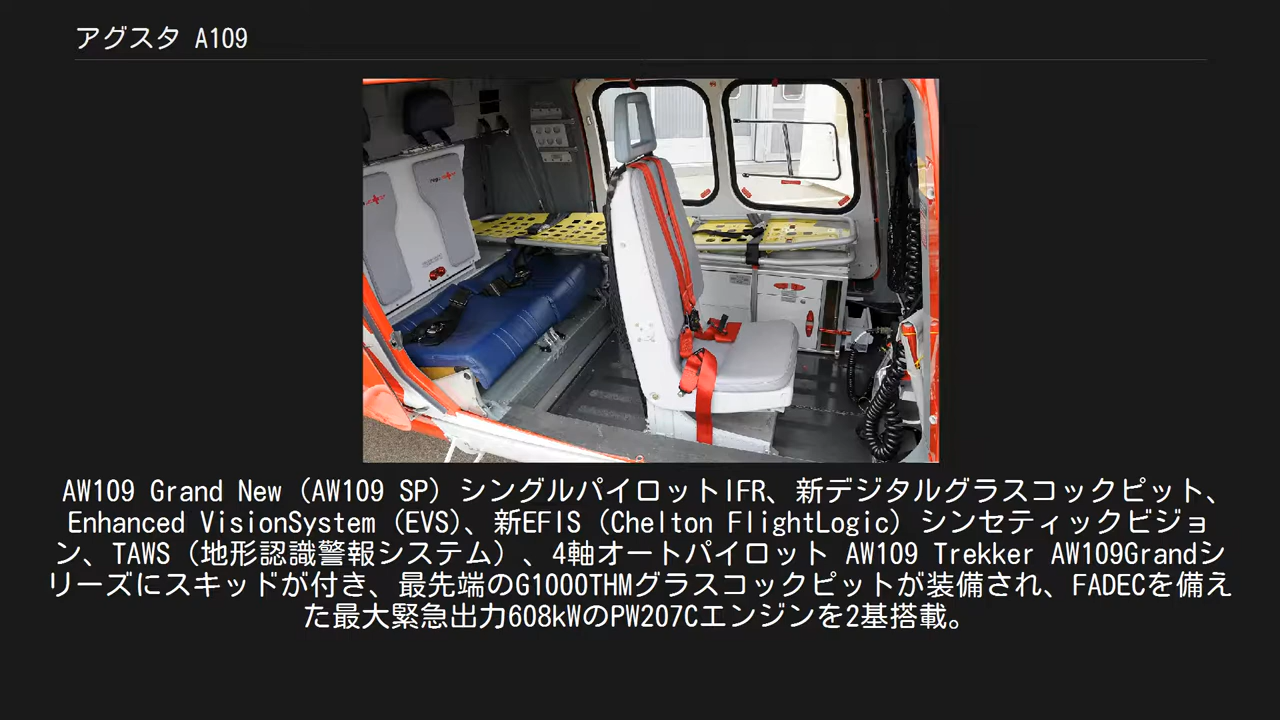 アグスタ A109
AW109 Grand New (AW109 SP) シングルパイロットIFR、新デジタルグラスコックピット、
Enhanced VisionSystem (EVS)、新EFIS (Chelton FlightLogic) シンセティックビジョ
ン、TAWS (地形認識警報システム) 、4軸オートパイロット AW109 Trekker AW109Grandシ
リーズにスキッドが付き、最先端のG1000THMグラスコックピットが装備され、FADECを備え
た最大緊急出力608kWのPW207Cエンジンを2基搭載。